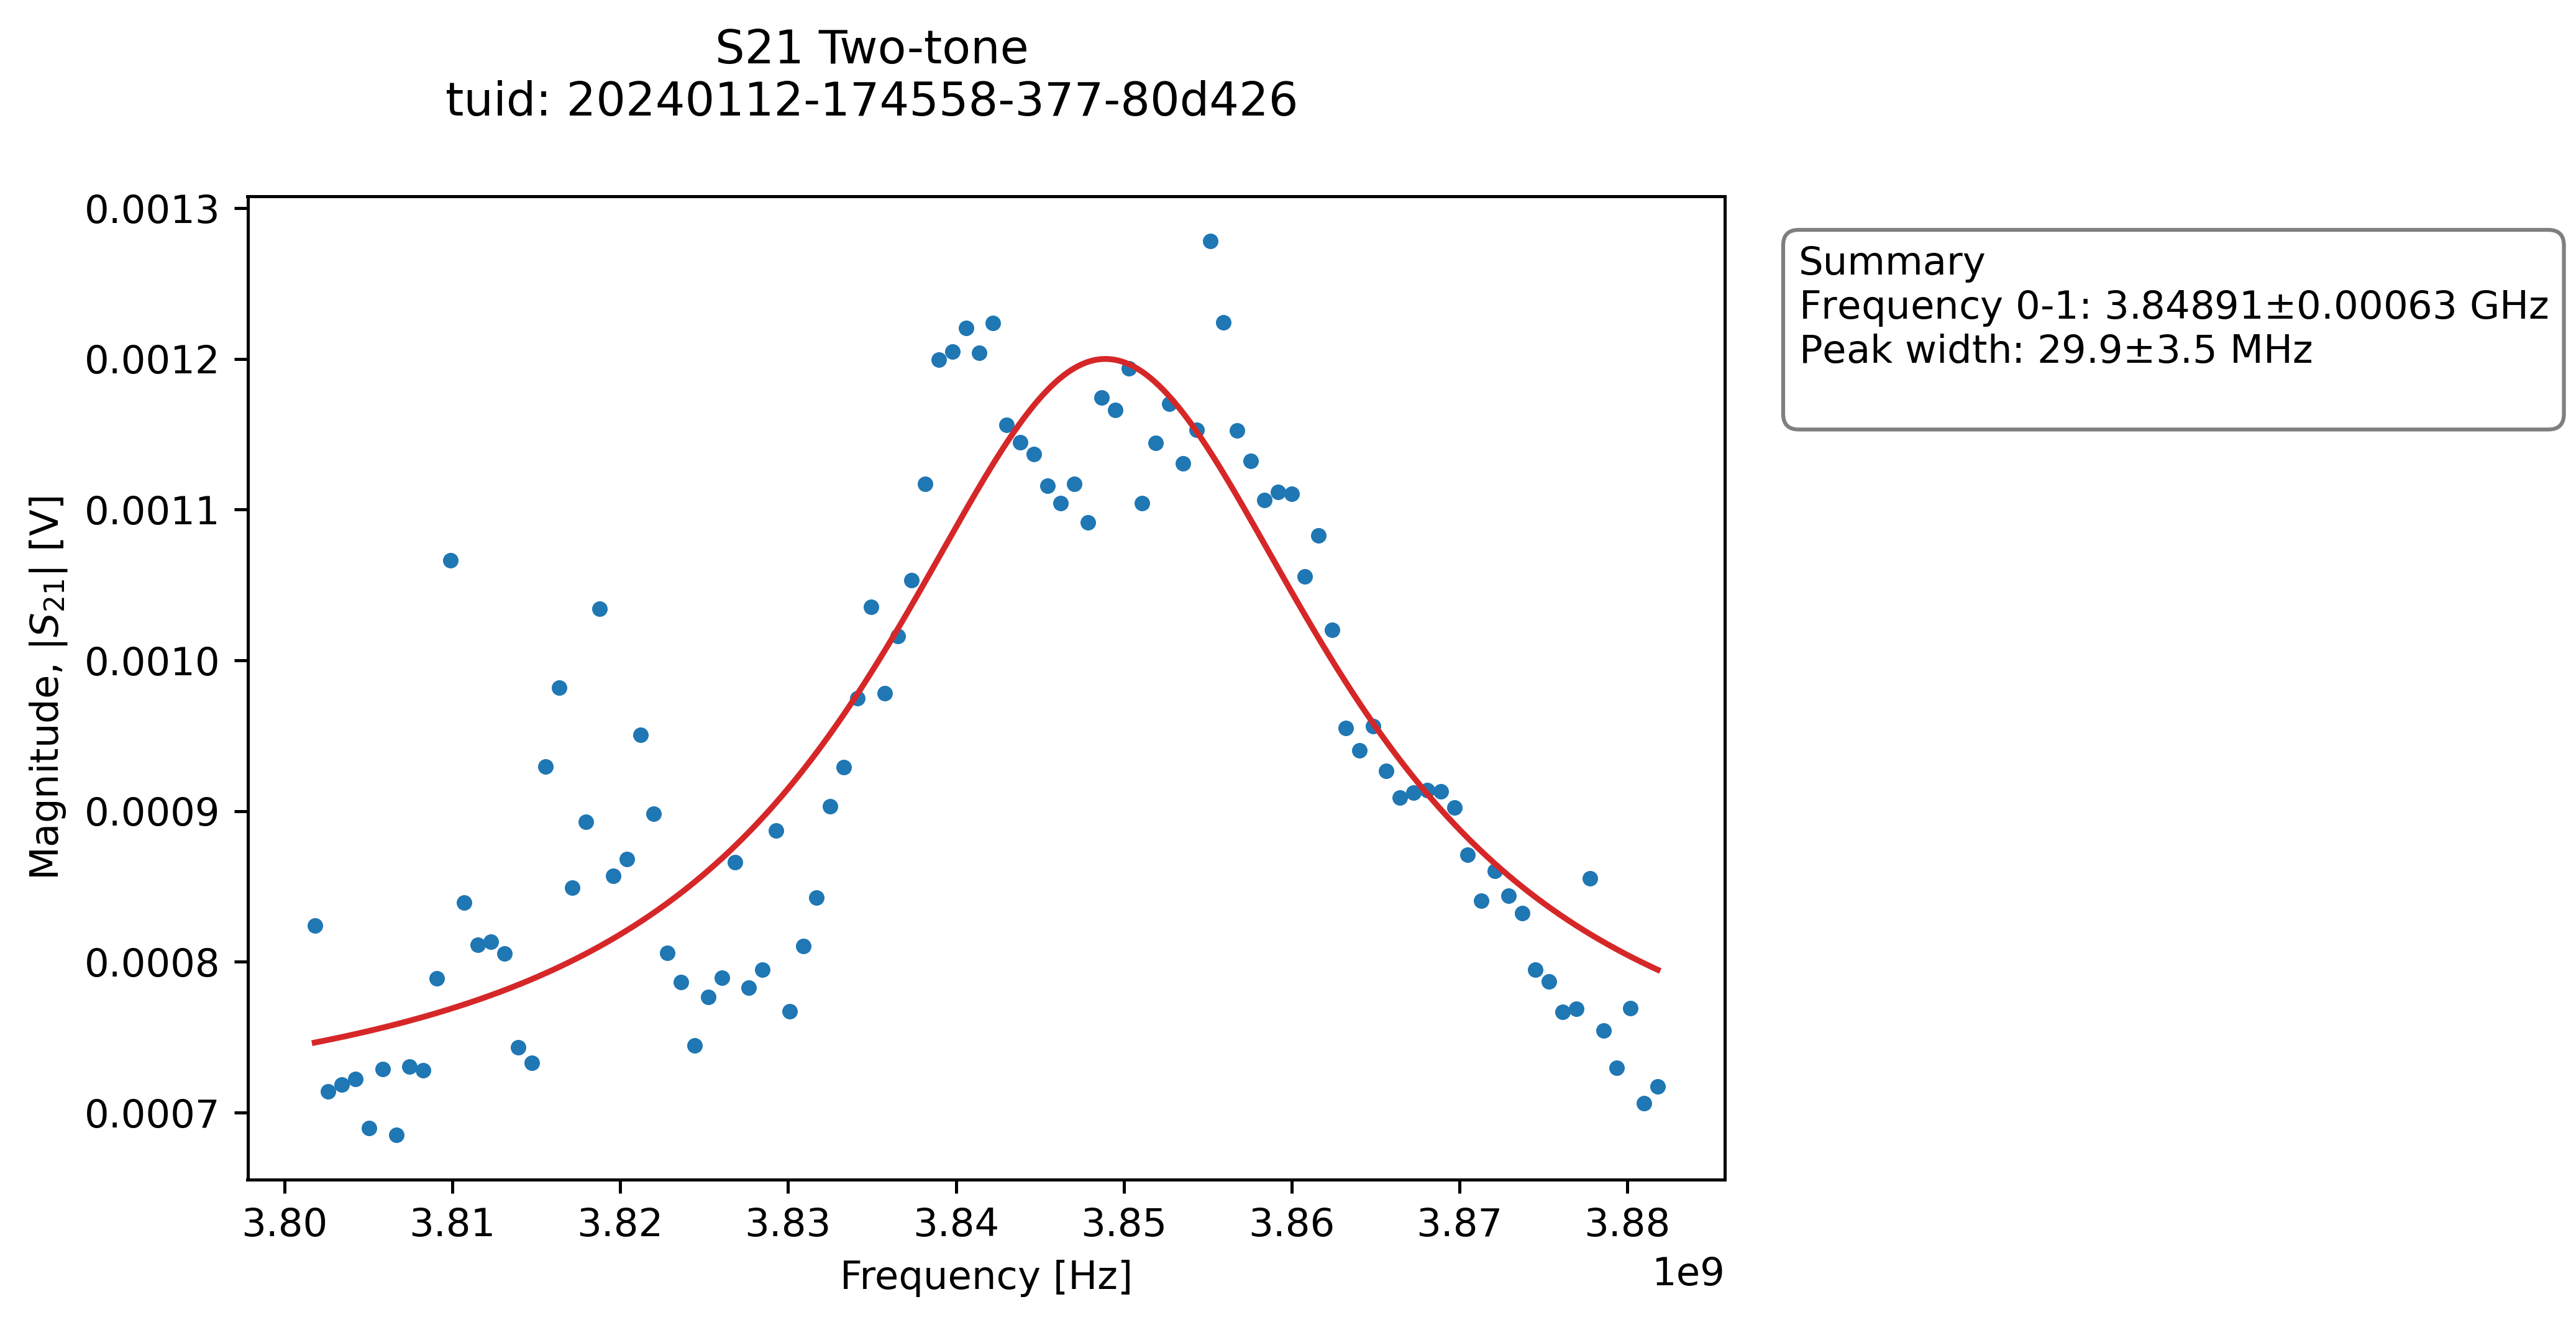 S21 Two-tone
tuid: 20240112-174558-377-80d426
0.0013
0.0012
0.0011
0.0010
0.0009
0.0008
0.0007
Magnitude, |S21| [V]
3.80 3.81 3.82 3.83 3.84 3.85 3.86 3.87 3.88
1e9
Frequency [Hz]
Summary
Frequency 0-1: 3.84891±0.00063 GHz
Peak width: 29.9±3.5 MHz